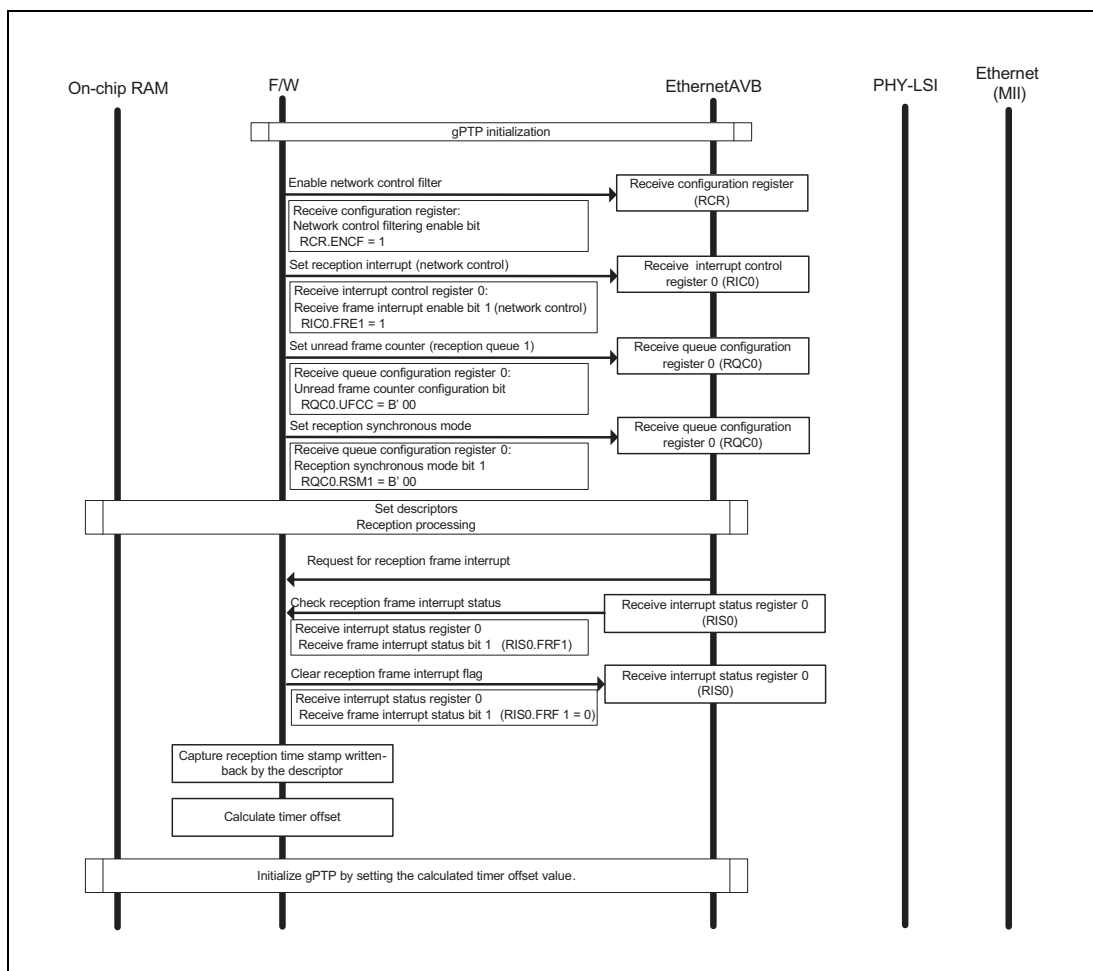 On-chip RAM
F/W
EthernetAVB
PHY-LSI
Ethernet
(MII)
gPTP initialization
Enable network control filter
Receive configuration register
(RCR)
Receive configuration register:
Network control filtering enable bit
RCR.ENCF = 1
Set reception interrupt (network control)
Receive interrupt control
register 0 (RIC0)
Receive interrupt control register 0:
Receive frame interrupt enable bit 1 (network control)
RIC0.FRE1 = 1
Set unread frame counter (reception queue 1)
Receive queue configuration
register 0 (RQC0)
Receive queue configuration register 0:
Unread frame counter configuration bit
RQC0.UFCC = B' 00
Set reception synchronous mode
Receive queue configuration
register 0 (RQC0)
Receive queue configuration register 0:
Reception synchronous mode bit 1
RQC0.RSM1 = B' 00
Set descriptors
Reception processing
Request for reception frame interrupt
Check reception frame interrupt status
Receive interrupt status register 0
(RIS0)
Receive interrupt status register 0
Receive frame interrupt status bit 1 (RIS0.FRF1)
Clear reception frame interrupt flag
Receive interrupt status register 0
(RIS0)
Receive interrupt status register 0
Receive frame interrupt status bit 1 (RIS0.FRF 1 = 0)
Capture reception time stamp written-
back by the descriptor
Calculate timer offset
Initialize gPTP by setting the calculated timer offset value.